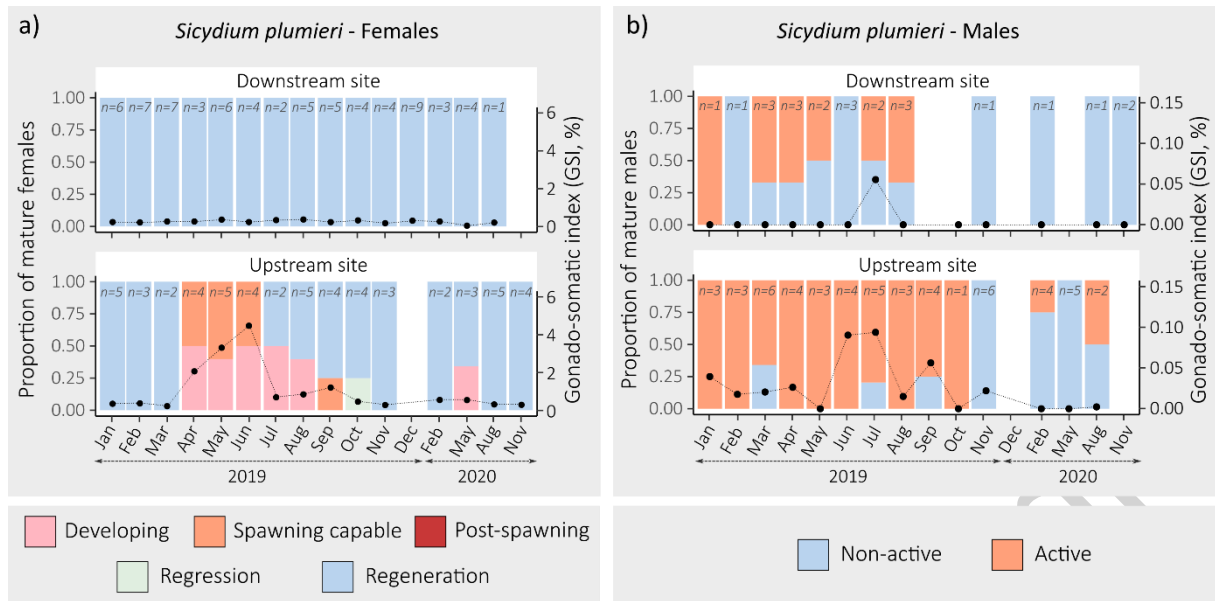 a)
Sicydium plumieri - Females
Downstream site
n=6 n=7 n=7 n=3 n=6 n=4 n=2 n=5 n=5 n=4 n=4 n=9 n=3 n=4 n=1
1.00
0.75
0.50
0.25
0.00
6
4
2
0
Upstream site
n=5 n=3 n=2 n=4 n=5 n=4 n=2 n=5 n=4 n=4 n=3 n=2 n=3 n=5 n=4
1.00
0.75
0.50
0.25
0.00
6
4
2
0
Proportion of mature females
Gonado-somatic index (GSI, %)
Jan Feb Mar Apr May Jun Jul Aug Sep Oct Nov Dec Feb May Aug Nov
2019 2020
Developing Spawning capable Post-spawning
Regression Regeneration
b)
Sicydium plumieri - Males
Downstream site
n=1 n=1 n=3 n=3 n=2 n=3 n=2 n=3 n=1 n=1 n=1 n=2
1.00
0.75
0.50
0.25
0.00
0.15
0.10
0.05
0.00
Upstream site
n=3 n=3 n=6 n=4 n=3 n=4 n=5 n=3 n=4 n=1 n=6 n=4 n=5 n=2
1.00
0.75
0.50
0.25
0.00
0.15
0.10
0.05
0.00
Proportion of mature males
Gonado-somatic index (GSI, %)
Jan Feb Mar Apr May Jun Jul Aug Sep Oct Nov Dec Feb May Aug Nov
2019 2020
Non-active Active